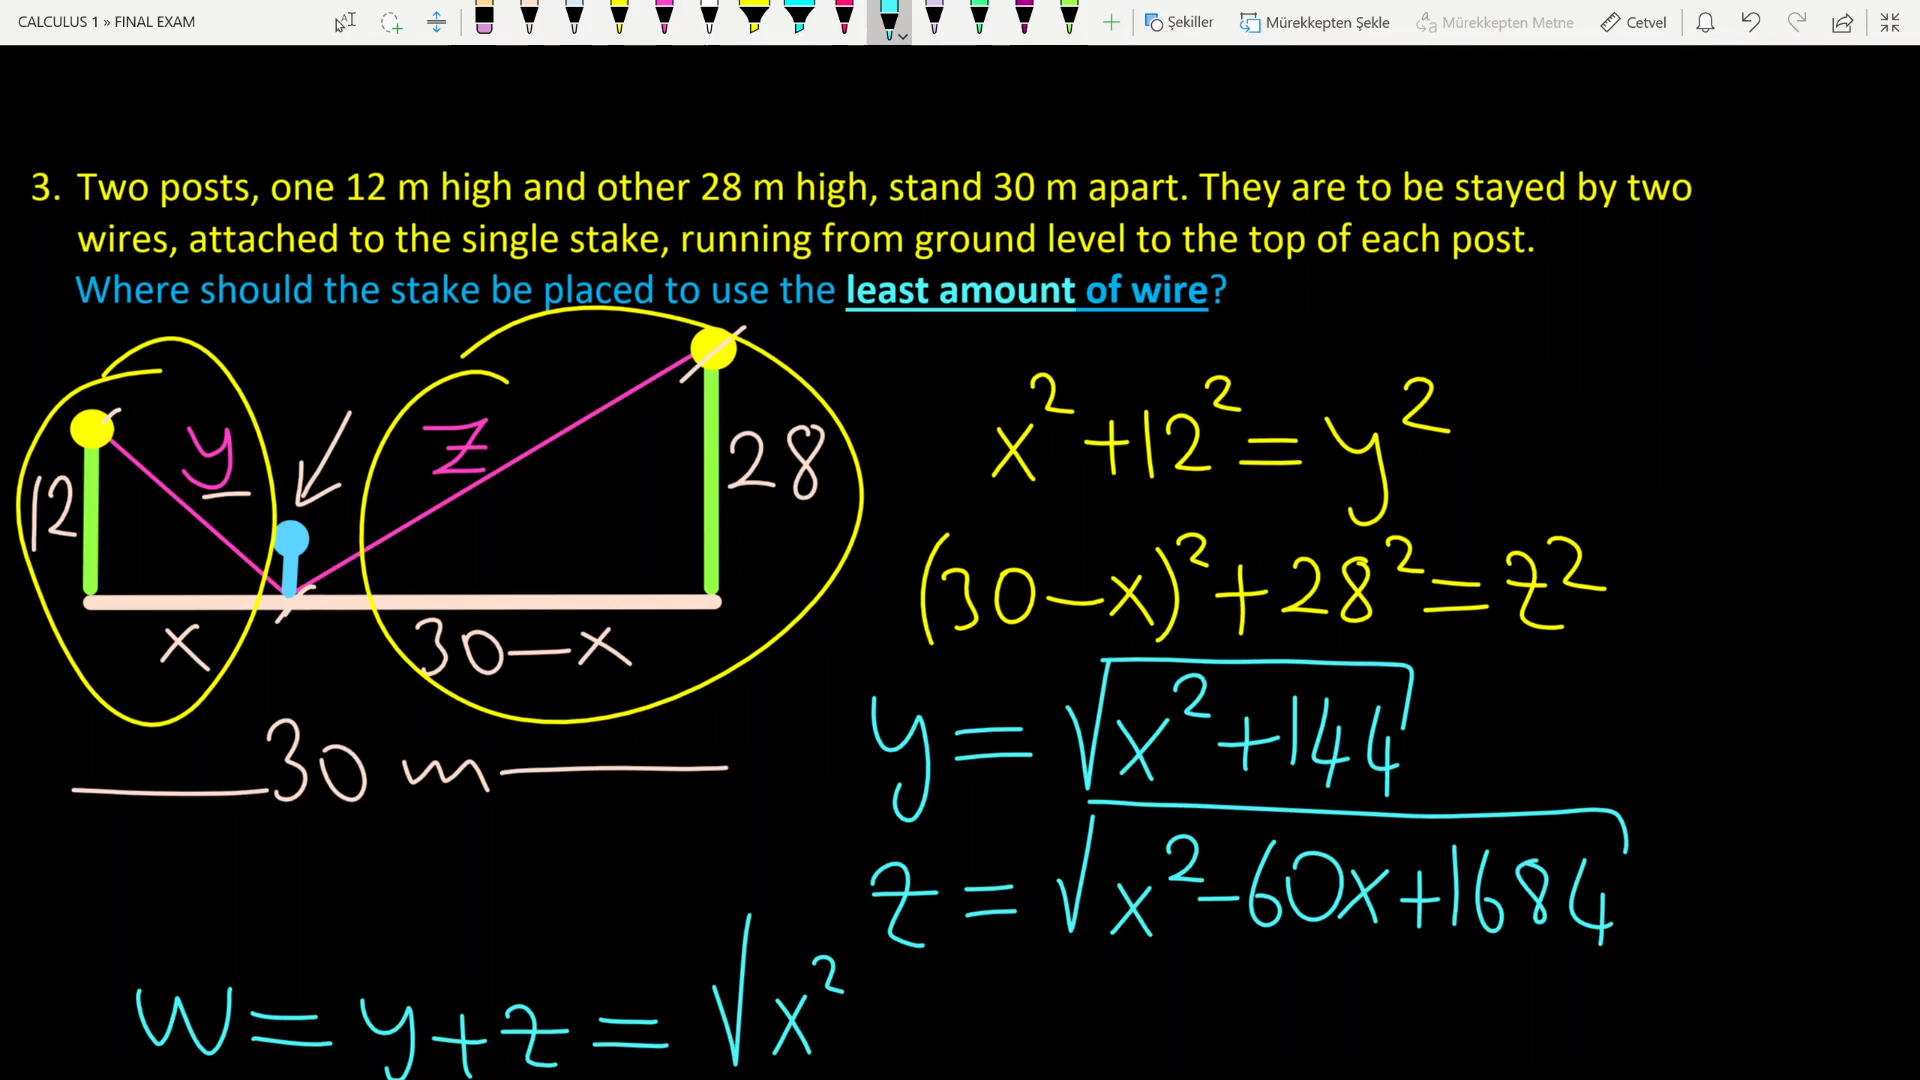 CALCULUS 1 » FINAL EXAM
Şekiller
Mürekkepten Şekle
Mürekkepten Metne
Cetvel
3. Two posts, one 12 m high and other 28 m high, stand 30 m apart. They are to be stayed by two
wires, attached to the single stake, running from ground level to the top of each post.
Where should the stake be placed to use the least amount of wire?
12
y
z
28
x
30-x
30 m
x²+12²=y²
(30-x)²+28²=z²
y=√x²+144
z=√x²-60x+1684
W=y+z=√x²